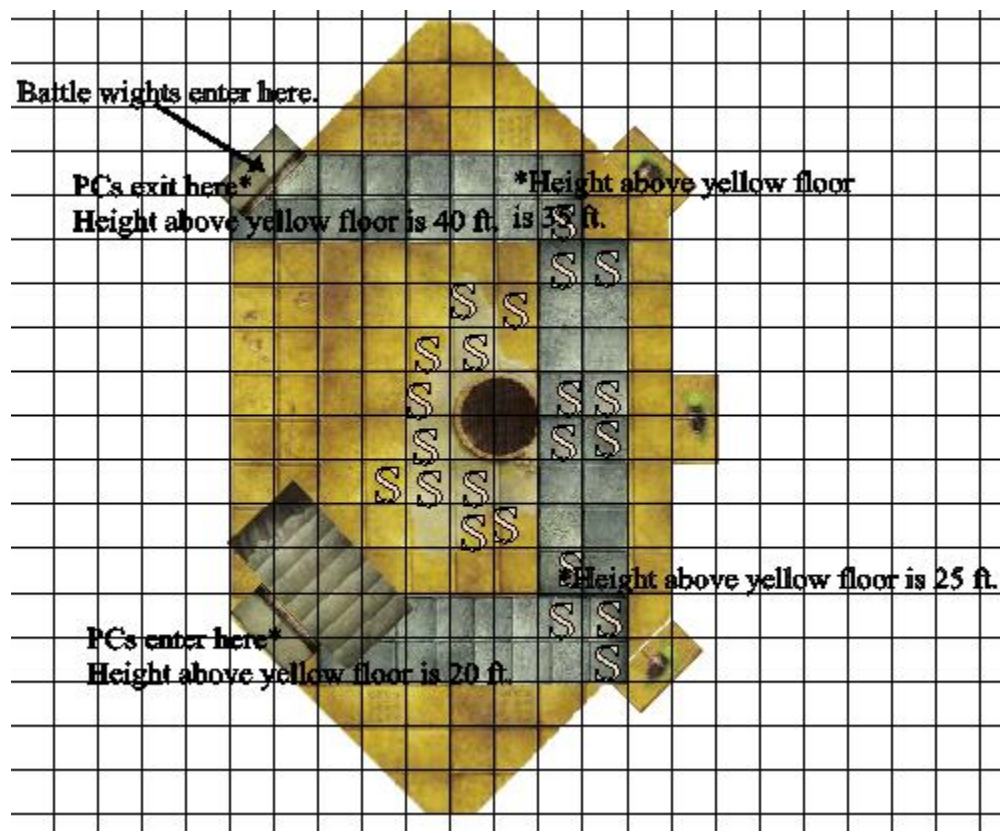 Battle wights enter here.
PCs exit here*
Height above yellow floor is 40 ft.
*Height above yellow floor
is 35 ft.
S
S S
S S
S S
S S S
S S S
S S S
S S
S
S S
S
*Height above yellow floor is 25 ft.
PCs enter here*
Height above yellow floor is 20 ft.